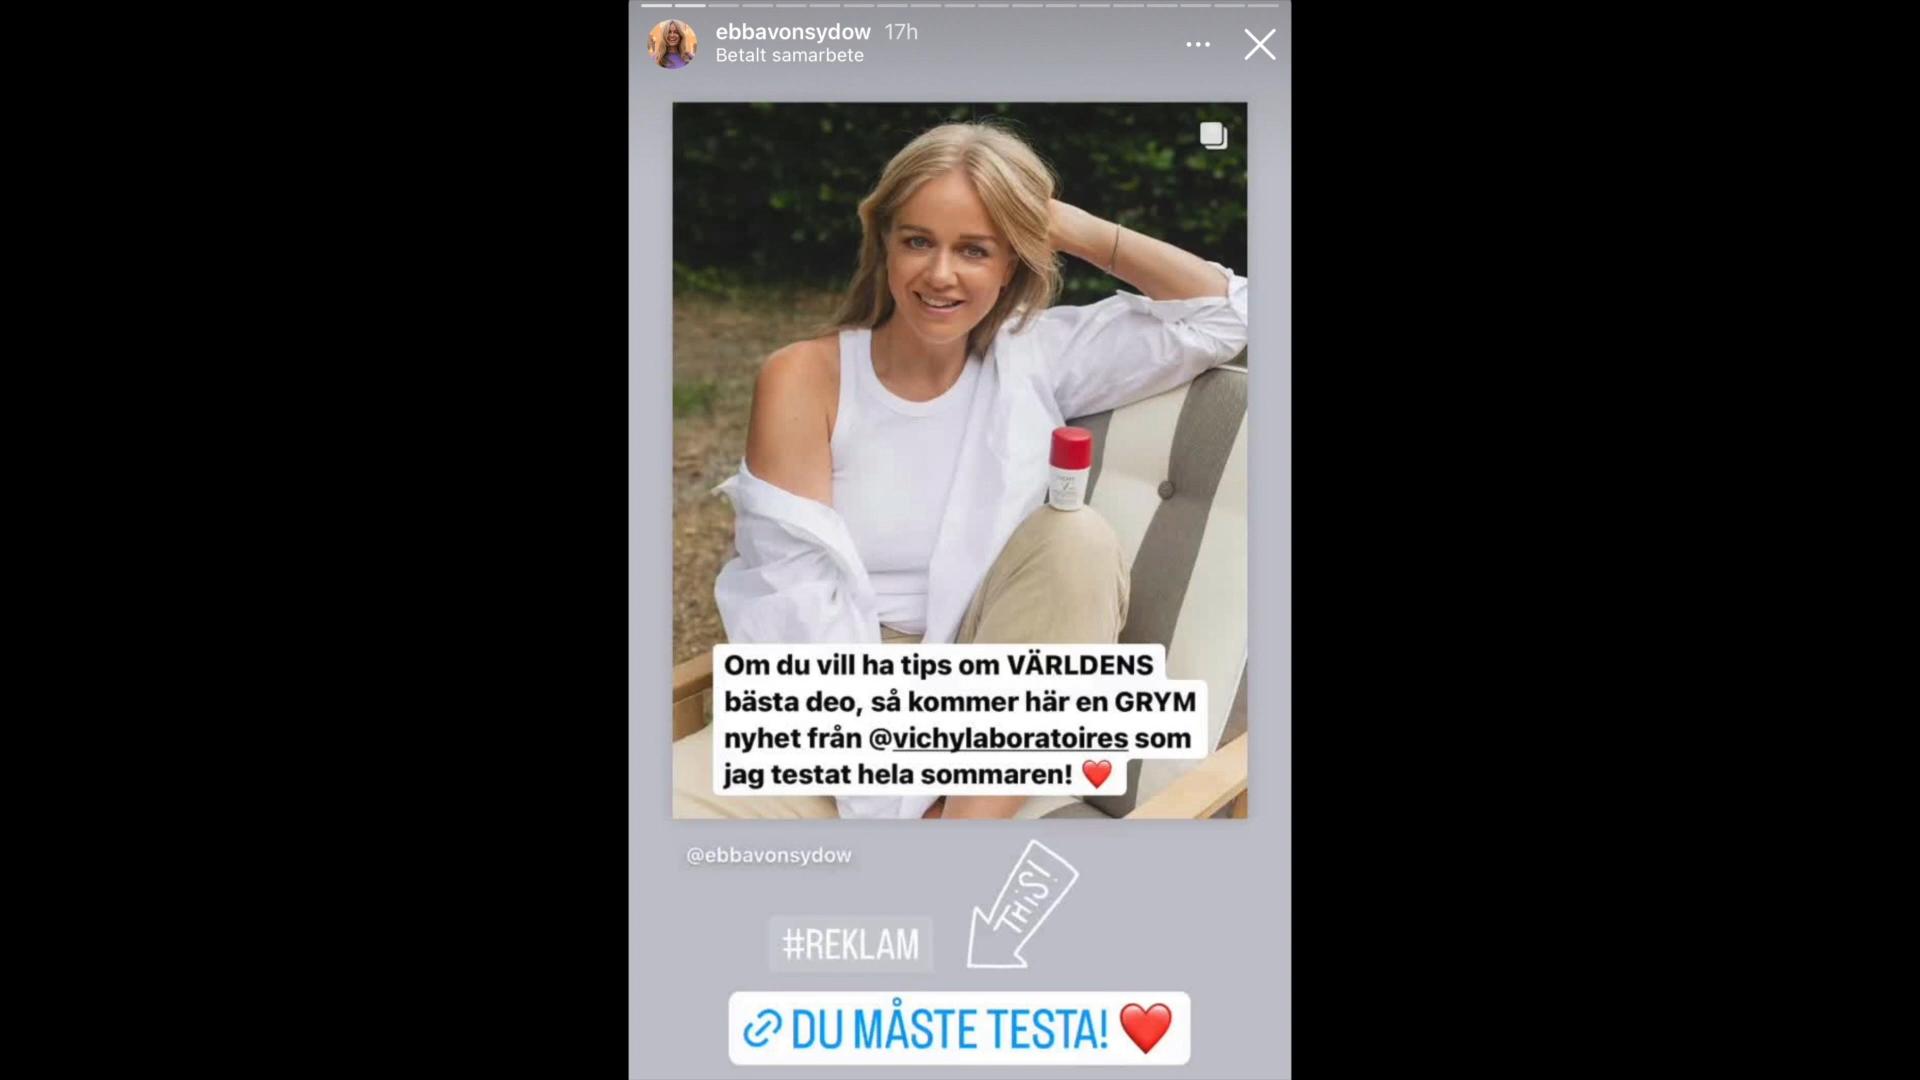 ebbavonsydow 17h
Betalt samarbete
VICHY
Om du vill ha tips om VÄRLDENS
bästa deo, så kommer här en GRYM
nyhet från @vichylaboratoires som
jag testat hela sommaren! ❤️
@ebbavonsydow
THIS!
#REKLAM
DU MÅSTE TESTA! ❤️